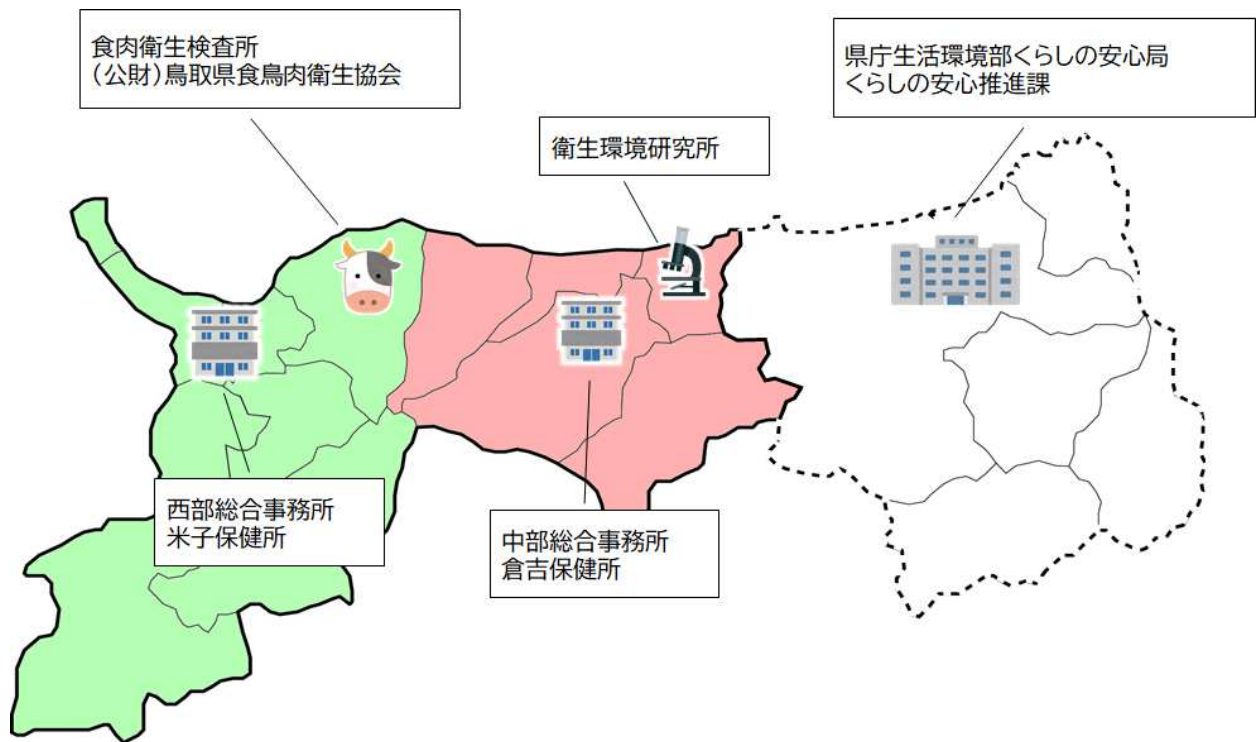 食肉衛生検査所
（公財）鳥取県食鳥肉衛生協会
県庁生活環境部くらしの安心局
くらしの安心推進課
衛生環境研究所
西部総合事務所
米子保健所
中部総合事務所
倉吉保健所